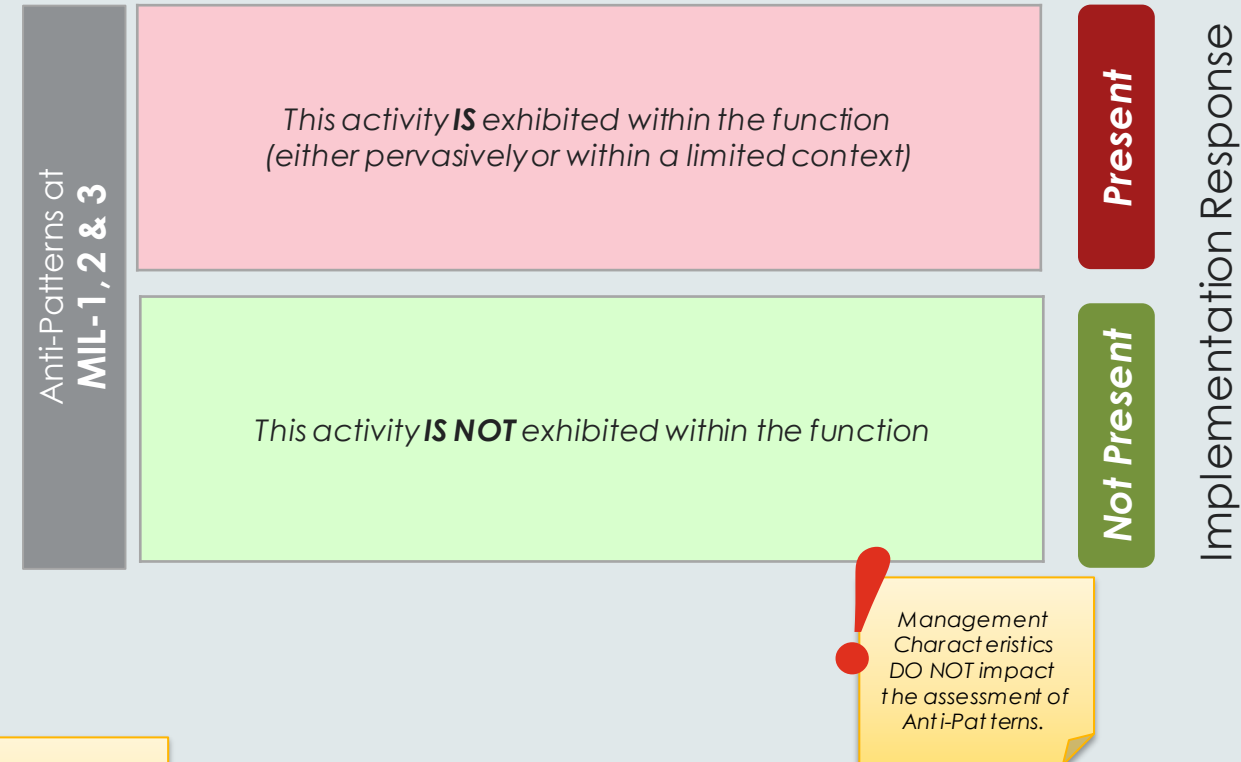 Anti-Patterns at
MIL-1, 2 & 3
This activity IS exhibited within the function
(either pervasively or within a limited context)
Present
This activity IS NOT exhibited within the function
Not Present
Implementation Response
Management
Characteristics
DO NOT impact
the assessment of
Anti-Patterns.